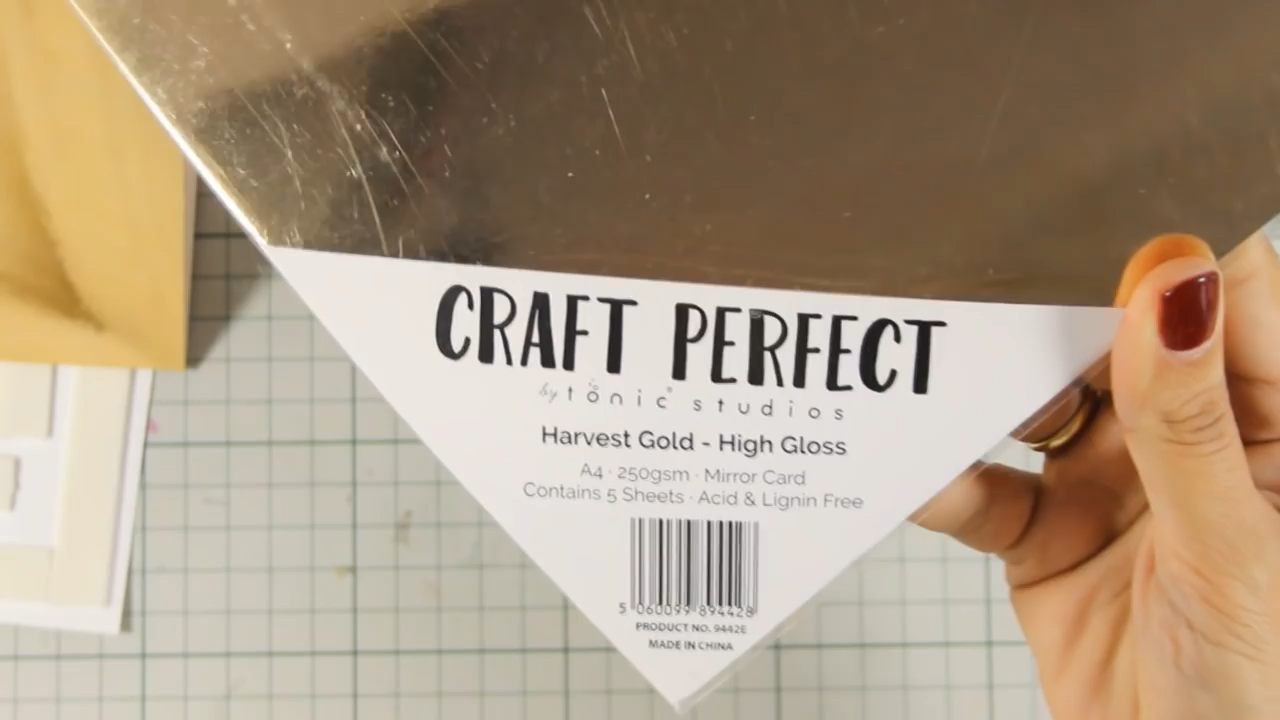 CRAFT PERFECT
by tonic® studios
Harvest Gold - High Gloss
A4 · 250gsm · Mirror Card
Contains 5 Sheets · Acid & Lignin Free
5 060099 894428
PRODUCT NO. 9442E
MADE IN CHINA